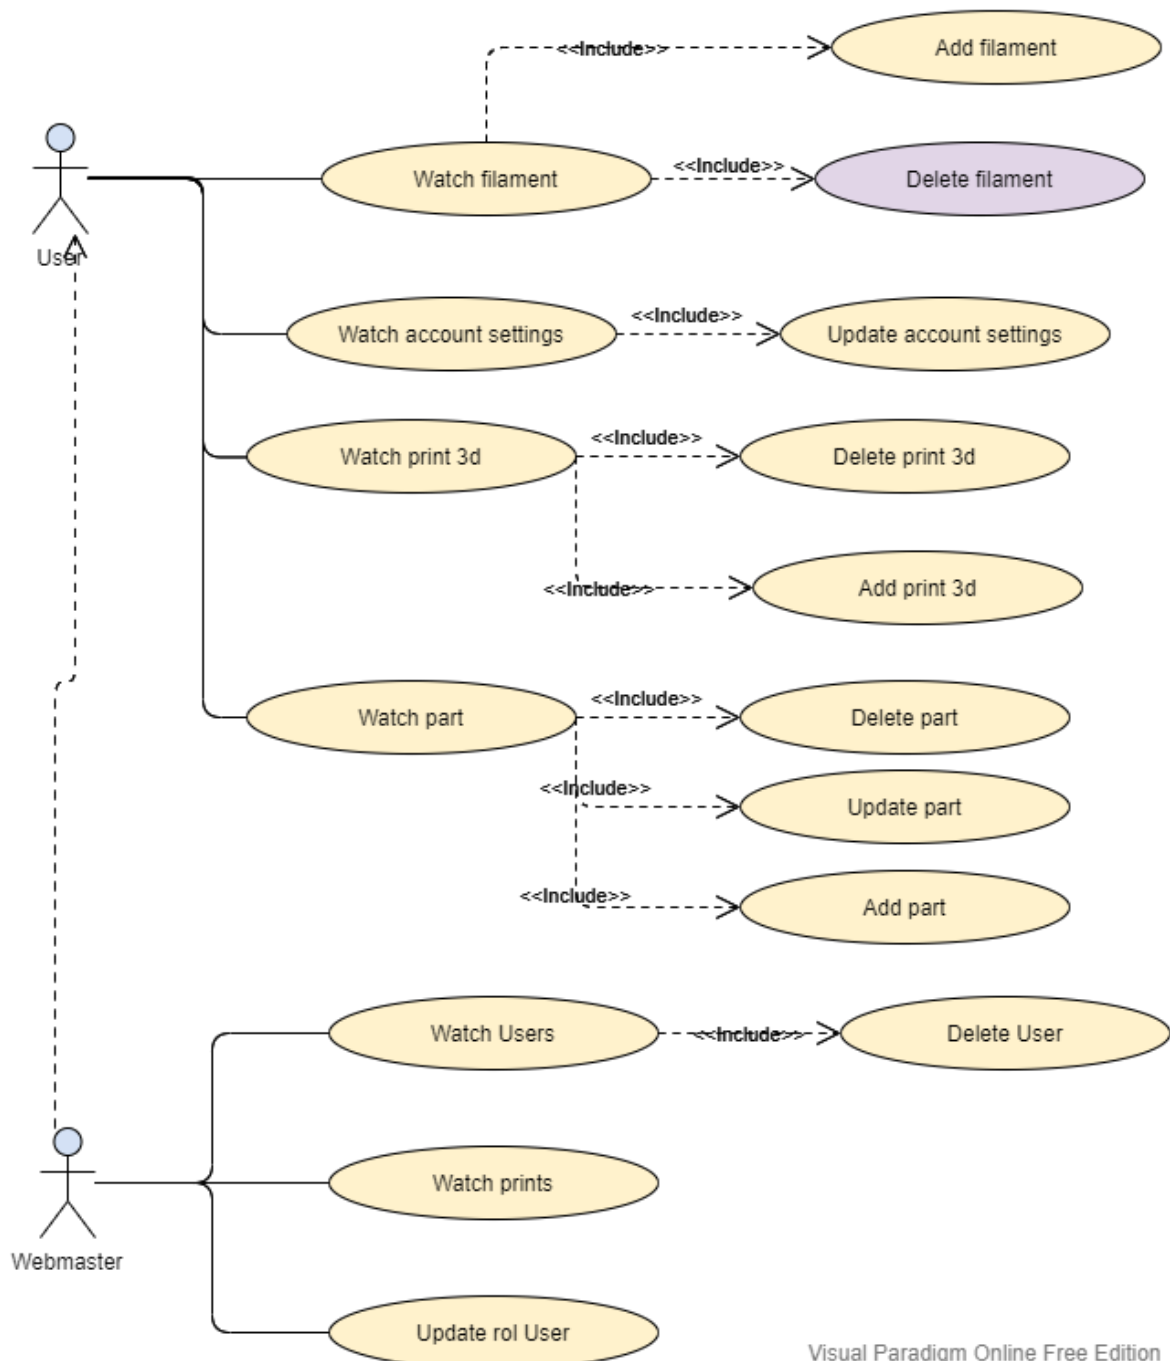 <<Include>>
Add filament
Watch filament
<<Include>>
Delete filament
User
Watch account settings
<<Include>>
Update account settings
Watch print 3d
<<Include>>
Delete print 3d
<<Include>>
Add print 3d
Watch part
<<Include>>
Delete part
<<Include>>
Update part
<<Include>>
Add part
Watch Users
<<Include>>
Delete User
Watch prints
Webmaster
Update rol User
Visual Paradigm Online Free Edition